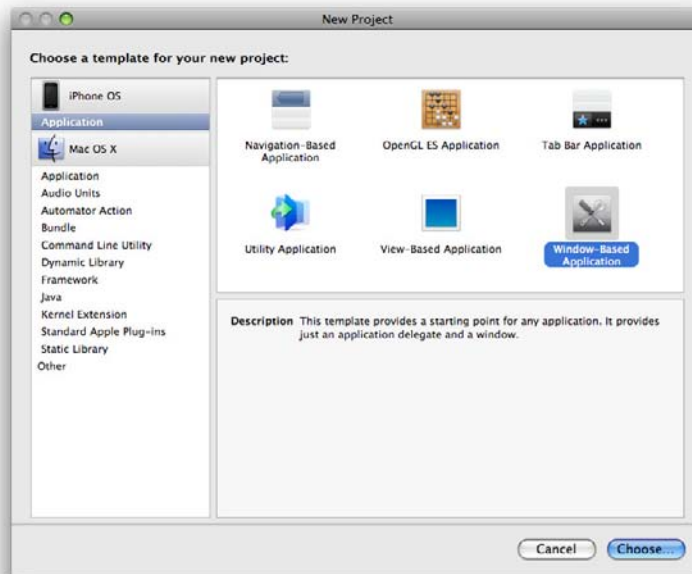 New Project
Choose a template for your new project:
iPhone OS
Application
Mac OS X
Application
Audio Units
Automator Action
Bundle
Command Line Utility
Dynamic Library
Framework
Java
Kernel Extension
Standard Apple Plug-ins
Static Library
Other
Navigation-Based
Application
OpenGL ES Application
Tab Bar Application
Utility Application
View-Based Application
Window-Based
Application
Description This template provides a starting point for any application. It provides
just an application delegate and a window.
Cancel
Choose...